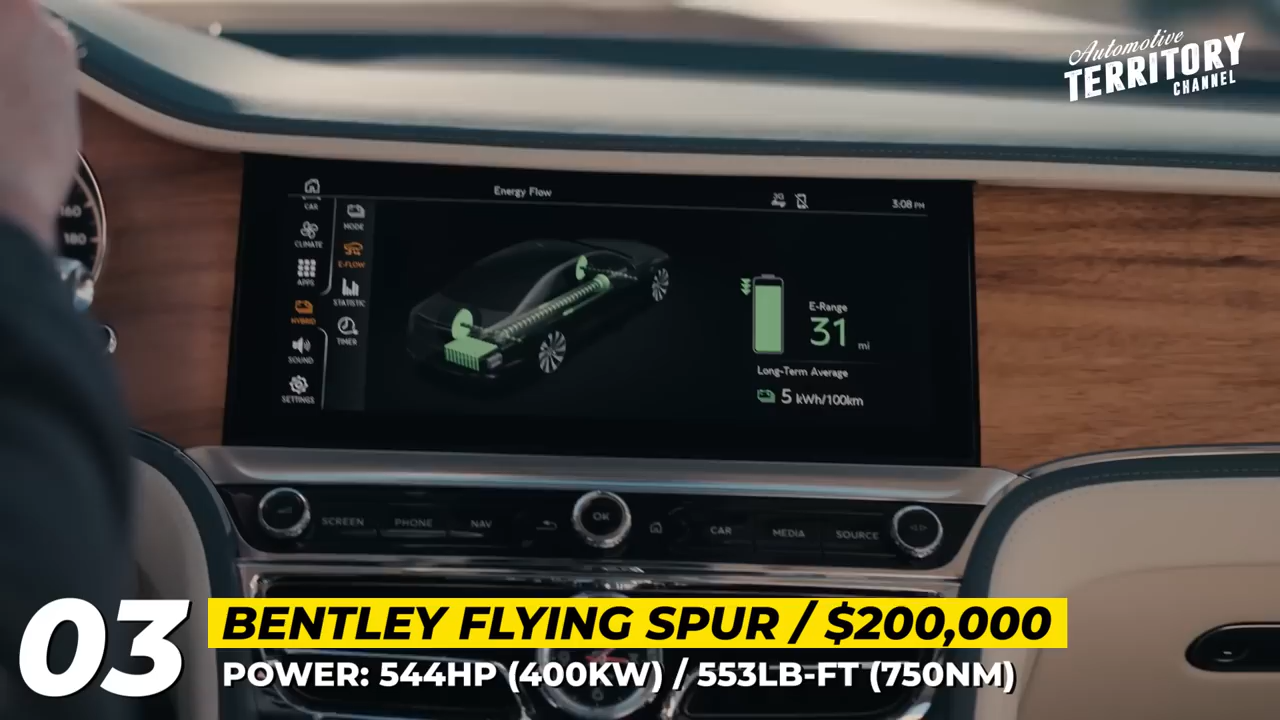 Automotive
TERRITORY
CHANNEL
Energy Flow
3:08 PM
CAR
CLIMATE
APPS
HYBRID
SOUND
SETTINGS
MODE
E-FLOW
STATISTIC
TIMER
E-Range
31 mi
Long-Term Average
5 kWh/100km
160
180
SCREEN
PHONE
NAV
OK
CAR
MEDIA
SOURCE
03
BENTLEY FLYING SPUR / $200,000
POWER: 544HP (400KW) / 553LB-FT (750NM)